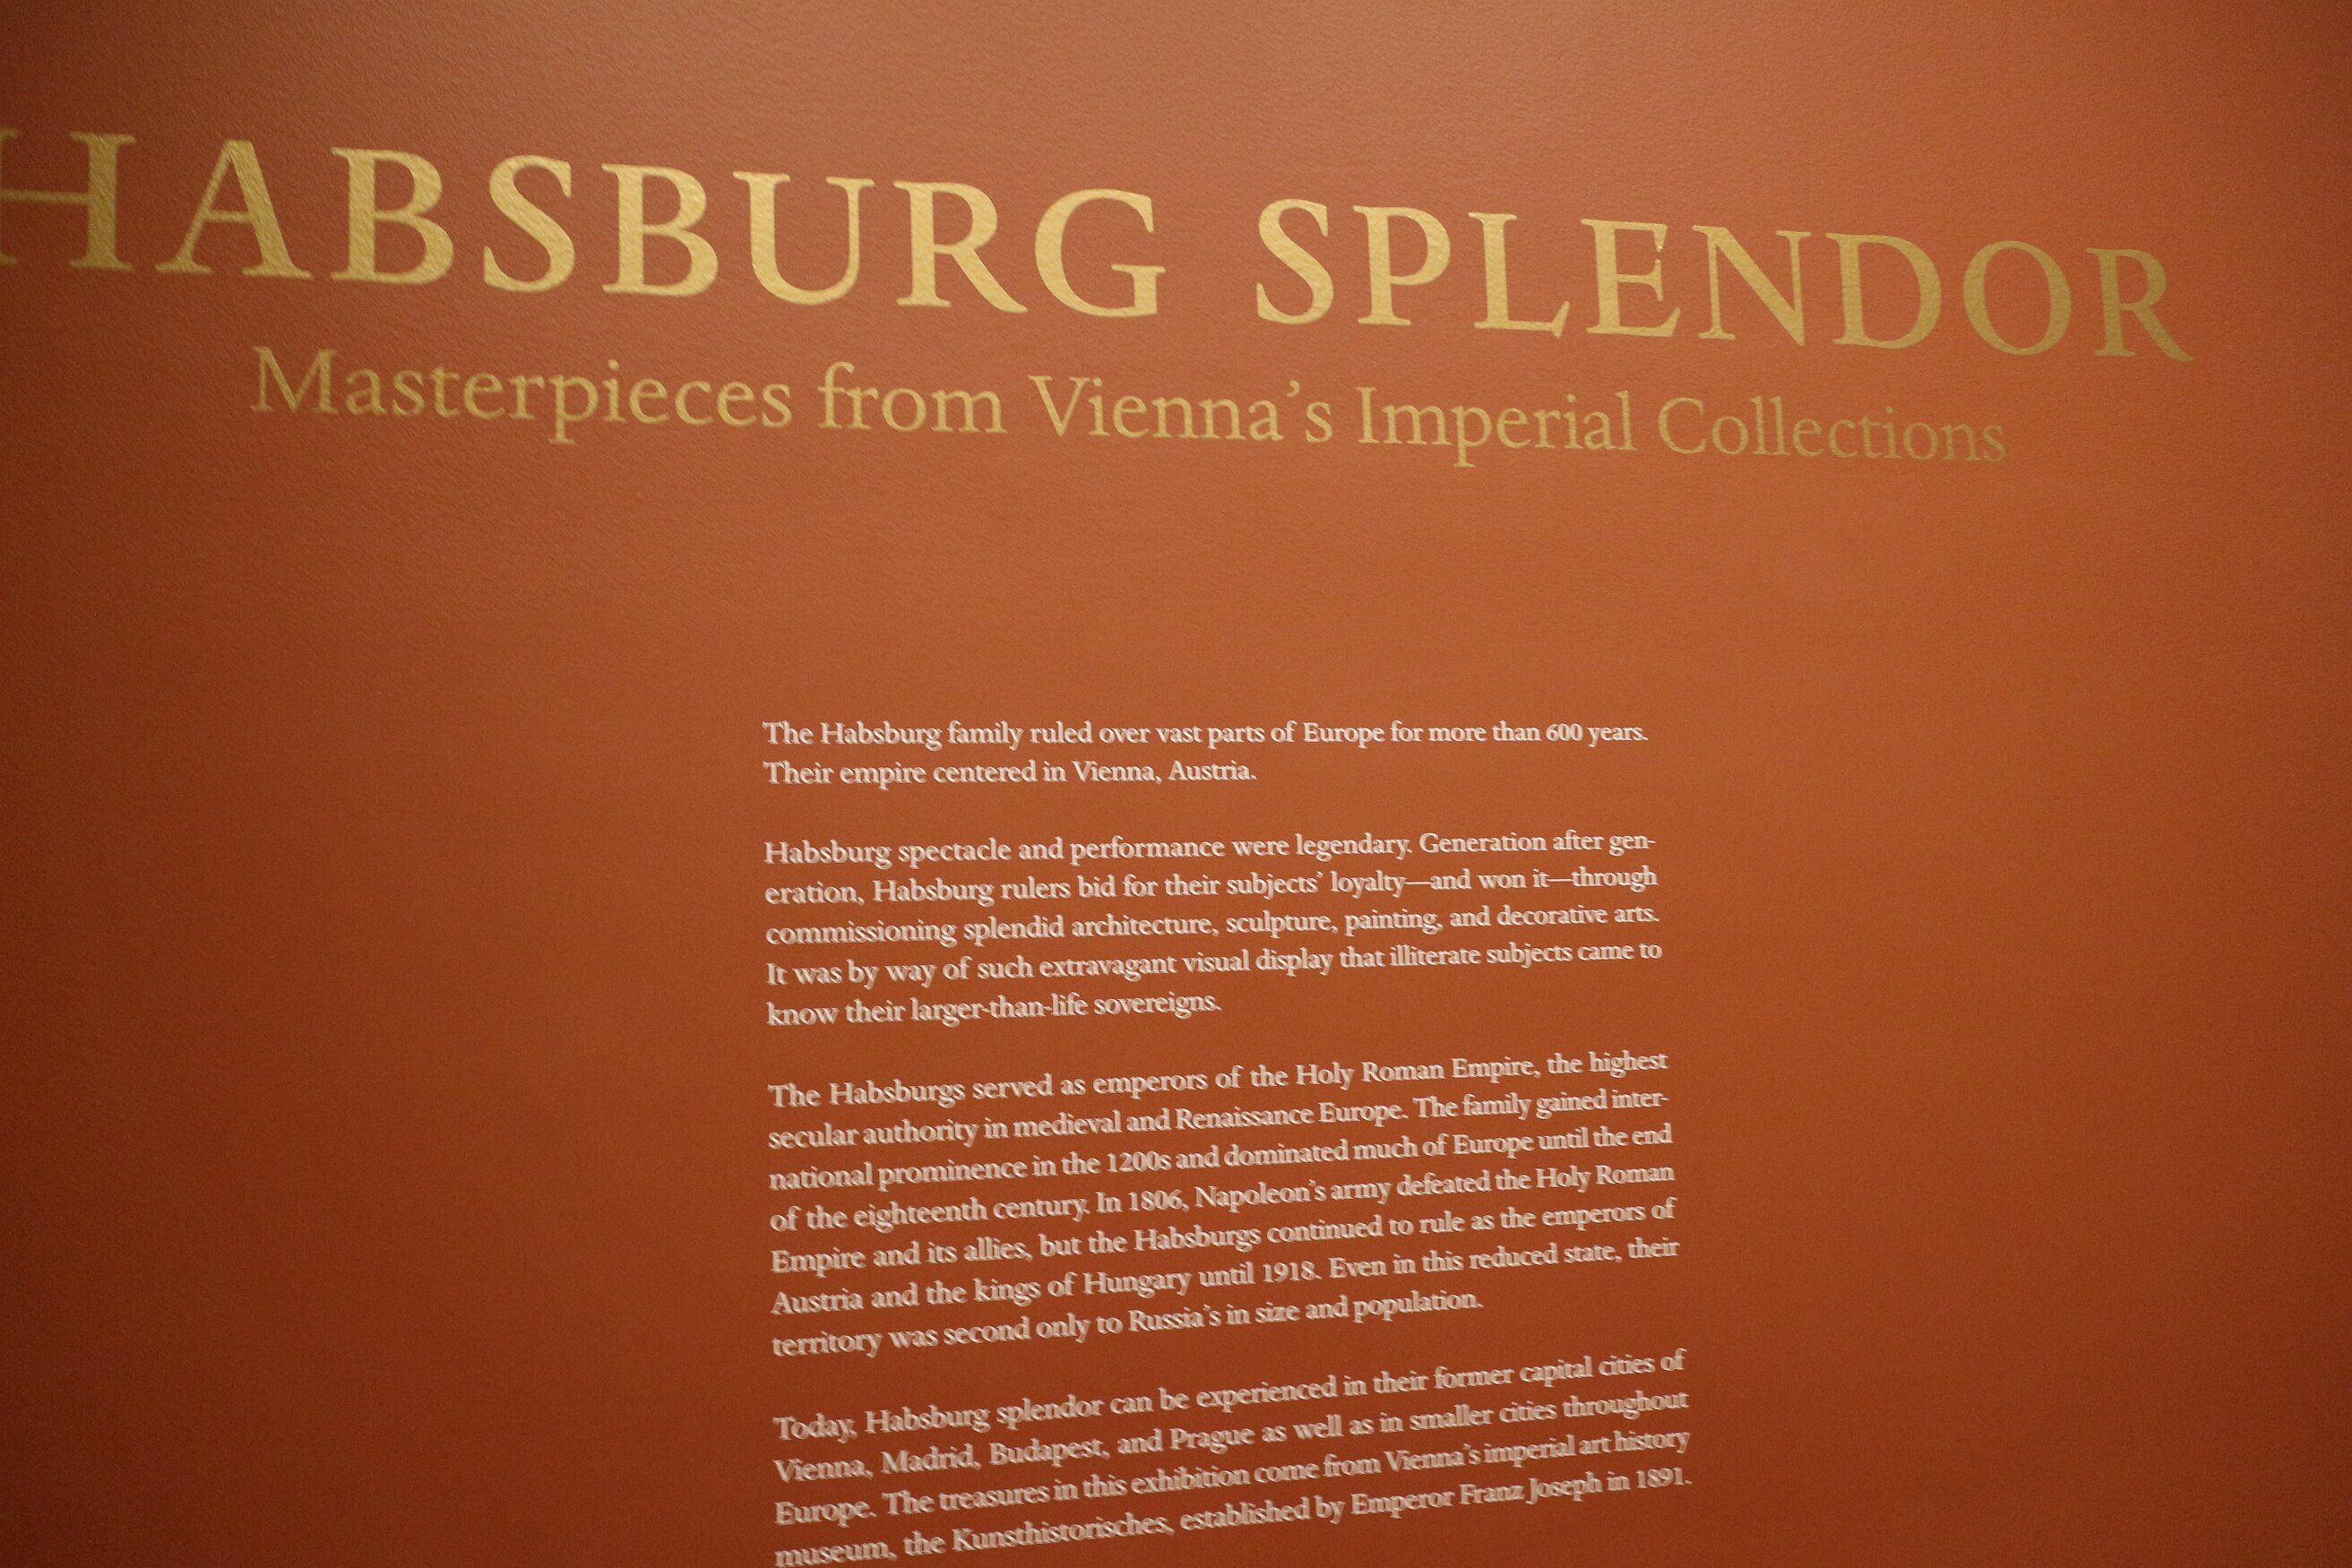 HABSBURG SPLENDOR
Masterpieces from Vienna's Imperial Collections
The Habsburg family ruled over vast parts of Europe for more than 600 years.
Their empire centered in Vienna, Austria.
Habsburg spectacle and performance were legendary. Generation after gen-
eration, Habsburg rulers bid for their subjects' loyalty—and won it—through
commissioning splendid architecture, sculpture, painting, and decorative arts.
It was by way of such extravagant visual display that illiterate subjects came to
know their larger-than-life sovereigns.
The Habsburgs served as emperors of the Holy Roman Empire, the highest
secular authority in medieval and Renaissance Europe. The family gained inter-
national prominence in the 1200s and dominated much of Europe until the end
of the eighteenth century. In 1806, Napoleon's army defeated the Holy Roman
Empire and its allies, but the Habsburgs continued to rule as the emperors of
Austria and the kings of Hungary until 1918. Even in this reduced state, their
territory was second only to Russia's in size and population.
Today, Habsburg splendor can be experienced in their former capital cities of
Vienna, Madrid, Budapest, and Prague as well as in smaller cities throughout
Europe. The treasures in this exhibition come from Vienna's imperial art history
museum, the Kunsthistorisches, established by Emperor Franz Joseph in 1891.